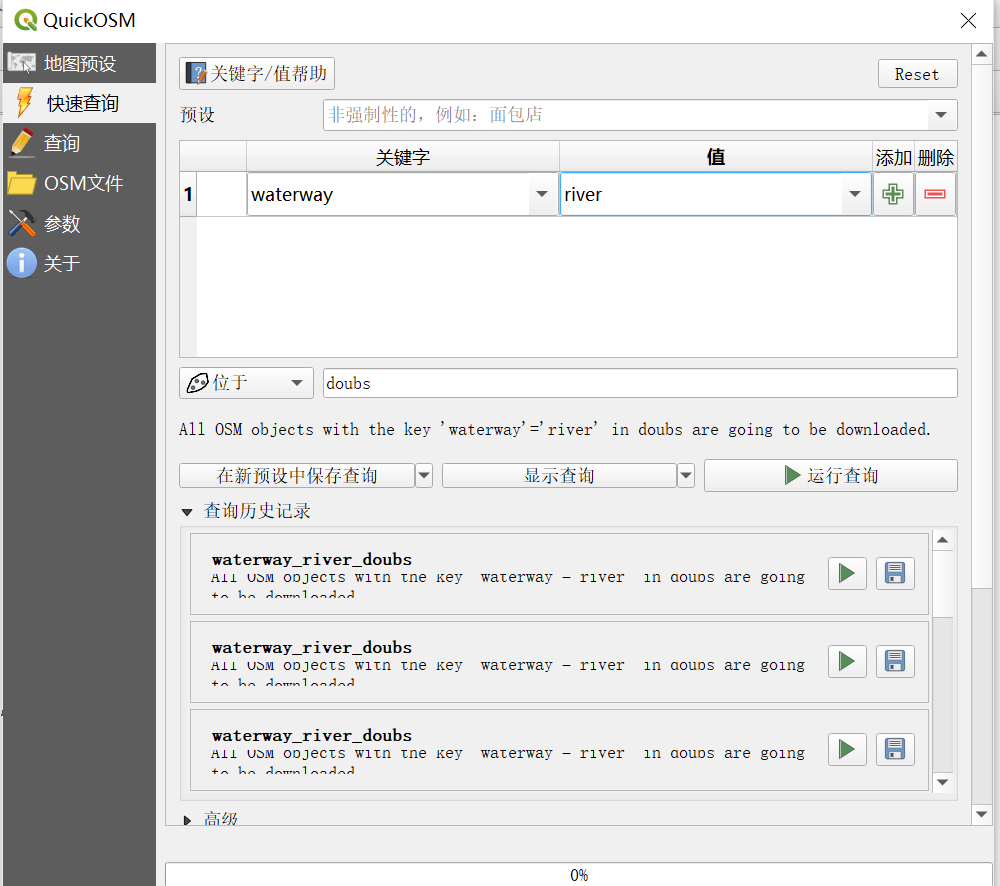 QuickOSM
地图预设
快速查询
查询
OSM文件
参数
关于
关键字/值帮助
Reset
预设
非强制性的，例如：面包店
关键字 值 添加 删除
1 waterway river
位于 doubs
All OSM objects with the key 'waterway'='river' in doubs are going to be downloaded.
在新预设中保存查询 显示查询 运行查询
查询历史记录
waterway_river_doubs
All OSM objects with the key waterway = river in doubs are going
to be downloaded
waterway_river_doubs
All OSM objects with the key waterway = river in doubs are going
to be downloaded
waterway_river_doubs
All OSM objects with the key waterway = river in doubs are going
to be downloaded
高级
0%